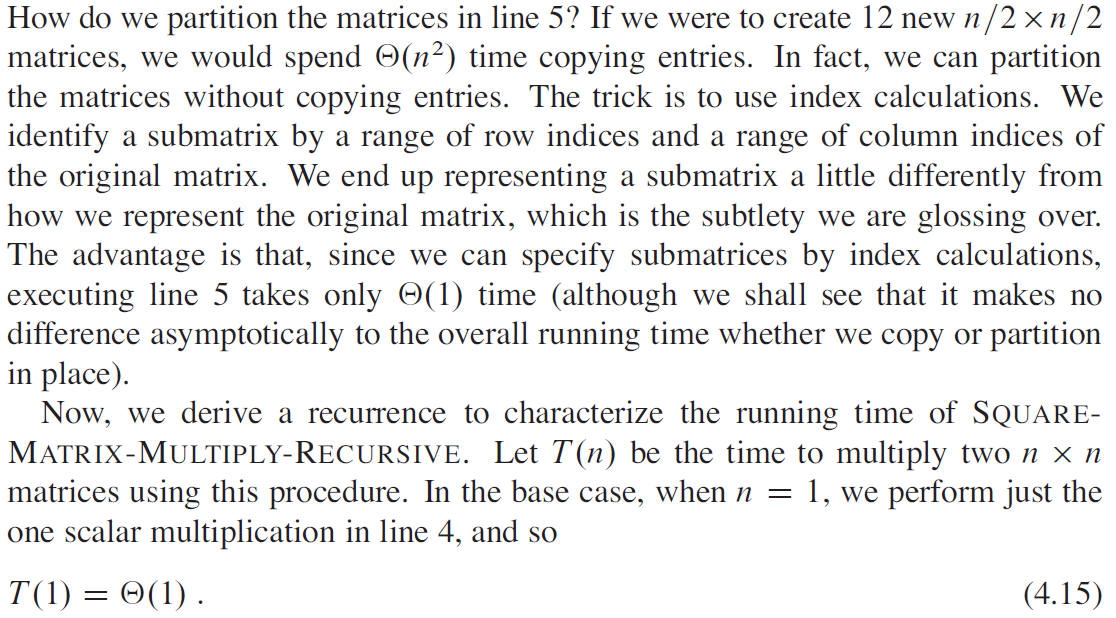 How do we partition the matrices in line 5? If we were to create 12 new n/2 × n/2
matrices, we would spend Θ(n²) time copying entries. In fact, we can partition
the matrices without copying entries. The trick is to use index calculations. We
identify a submatrix by a range of row indices and a range of column indices of
the original matrix. We end up representing a submatrix a little differently from
how we represent the original matrix, which is the subtlety we are glossing over.
The advantage is that, since we can specify submatrices by index calculations,
executing line 5 takes only Θ(1) time (although we shall see that it makes no
difference asymptotically to the overall running time whether we copy or partition
in place).
Now, we derive a recurrence to characterize the running time of SQUARE-
MATRIX-MULTIPLY-RECURSIVE. Let T(n) be the time to multiply two n × n
matrices using this procedure. In the base case, when n = 1, we perform just the
one scalar multiplication in line 4, and so
T(1) = Θ(1) . (4.15)